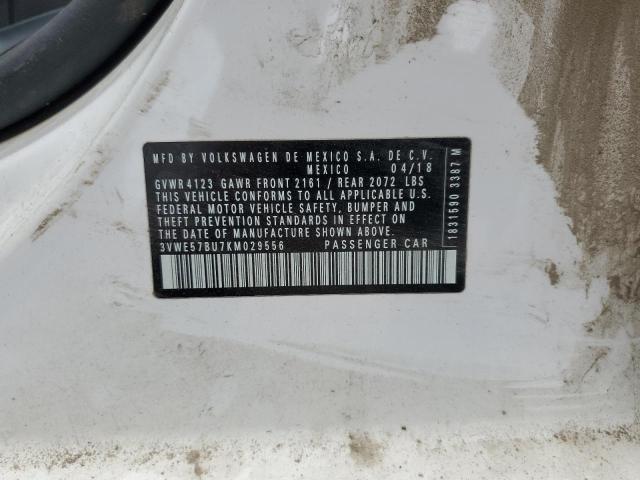 MFD BY VOLKSWAGEN DE MEXICO S.A. DE C.V.
MEXICO 04/18
GVWR 4123 GAWR FRONT 2161 / REAR 2072 LBS
THIS VEHICLE CONFORMS TO ALL APPLICABLE U.S.
FEDERAL MOTOR VEHICLE SAFETY, BUMPER AND
THEFT PREVENTION STANDARDS IN EFFECT ON
THE DATE OF MANUFACTURE SHOWN ABOVE.
3VWE57BU7KM029556 PASSENGER CAR
1831590 3387 M